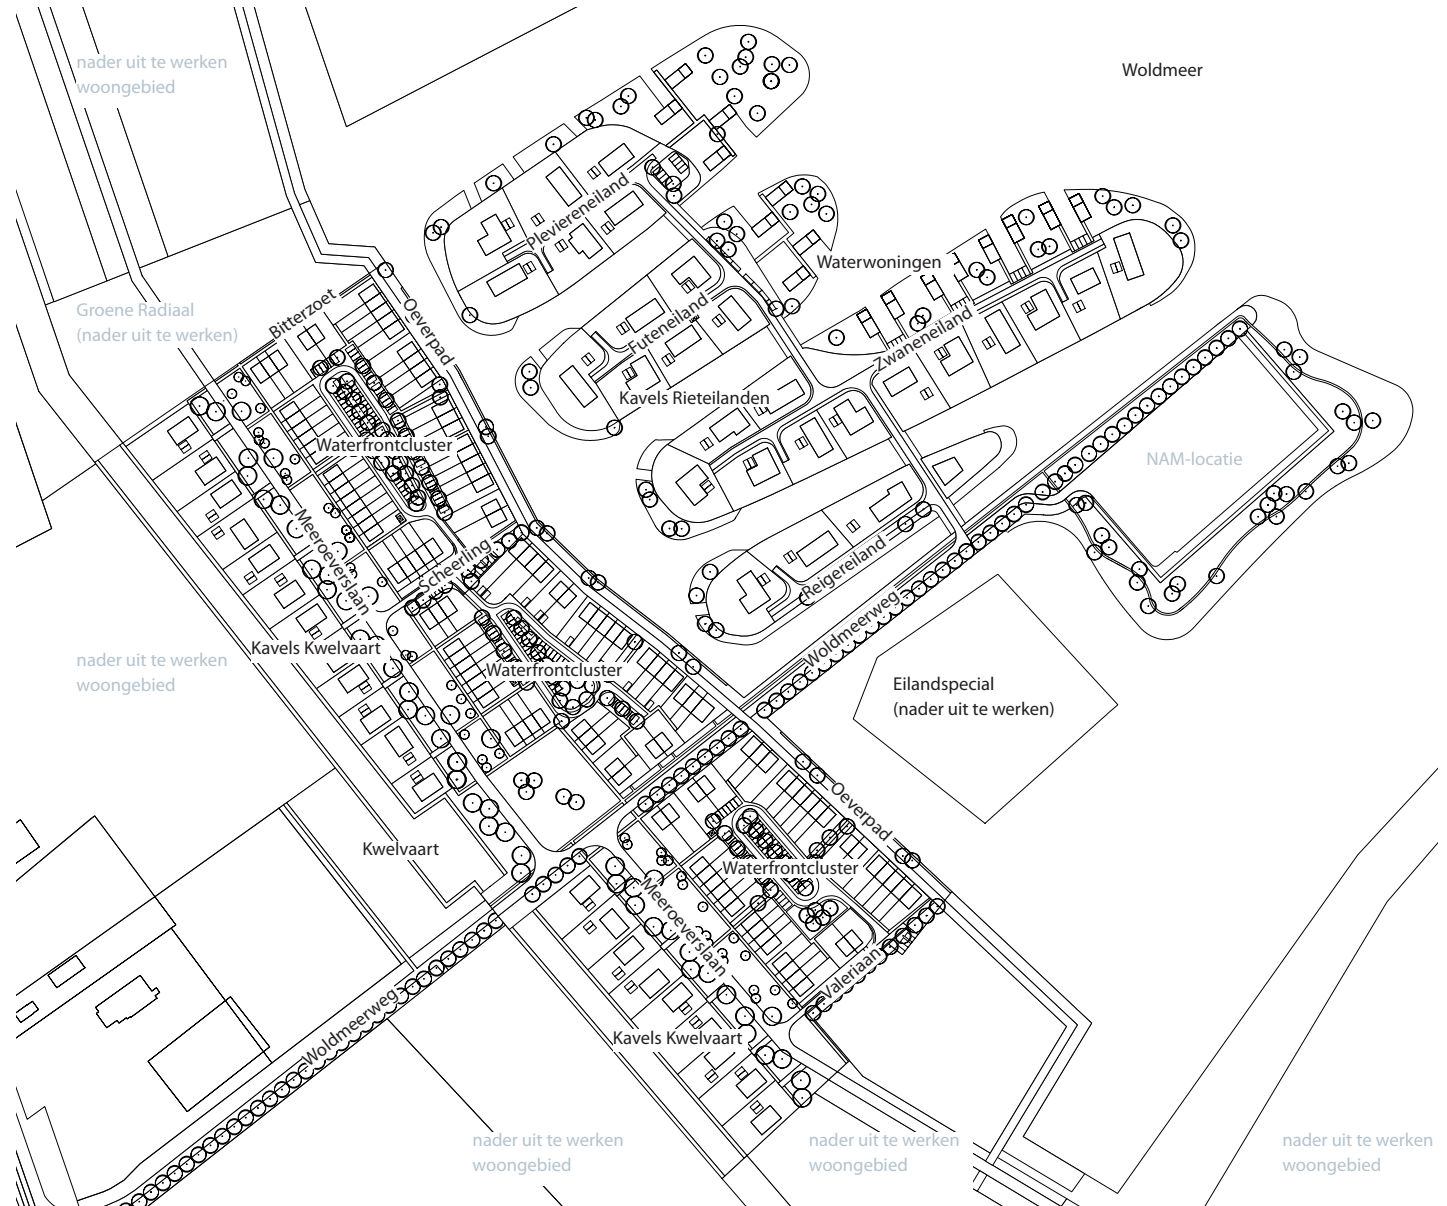 nader uit te werken
woongebied
Woldmeer
Pleviereneiland
Waterwoningen
Groene Radiaal
(nader uit te werken)
Bitterzoet
Oeverpad
Futeneiland
Zwaneneiland
Kavels Rieteilanden
Waterfrontcluster
NAM-locatie
Meeroeverslaan
Scheerling
Reigereiland
Woldmeerweg
Kavels Kwelvaart
nader uit te werken
woongebied
Waterfrontcluster
Eilandspecial
(nader uit te werken)
Oeverpad
Kwelvaart
Waterfrontcluster
Meeroeverslaan
Valeriaan
Woldmeerweg
Kavels Kwelvaart
nader uit te werken
woongebied
nader uit te werken
woongebied
nader uit te werken
woongebied